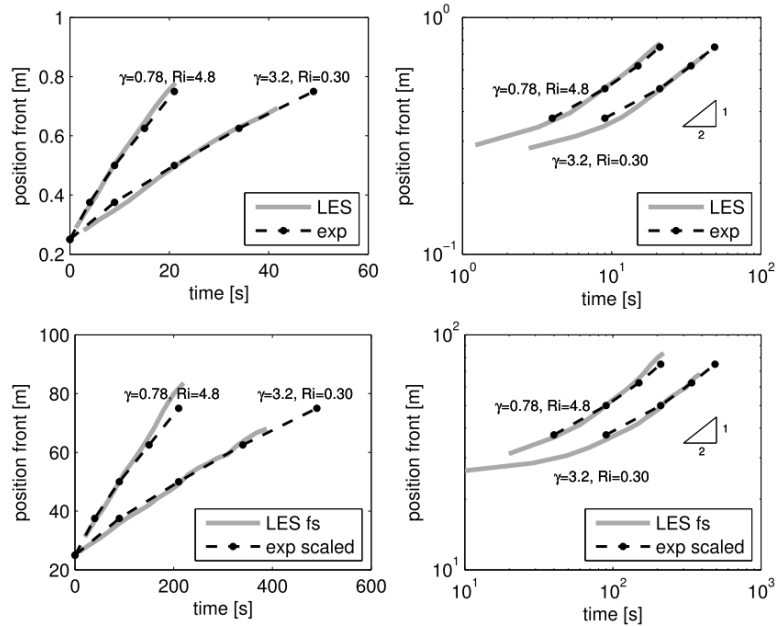 1
0.8
0.6
0.4
0.2
0
20
40
60
position front [m]
time [s]
γ=0.78, Ri=4.8
γ=3.2, Ri=0.30
LES
exp
10⁰
10⁻¹
10⁰
10¹
10²
position front [m]
time [s]
γ=0.78, Ri=4.8
γ=3.2, Ri=0.30
1
2
LES
exp
100
80
60
40
20
0
200
400
600
position front [m]
time [s]
γ=0.78, Ri=4.8
γ=3.2, Ri=0.30
LES fs
exp scaled
10²
10¹
10¹
10²
10³
position front [m]
time [s]
γ=0.78, Ri=4.8
γ=3.2, Ri=0.30
1
2
LES fs
exp scaled